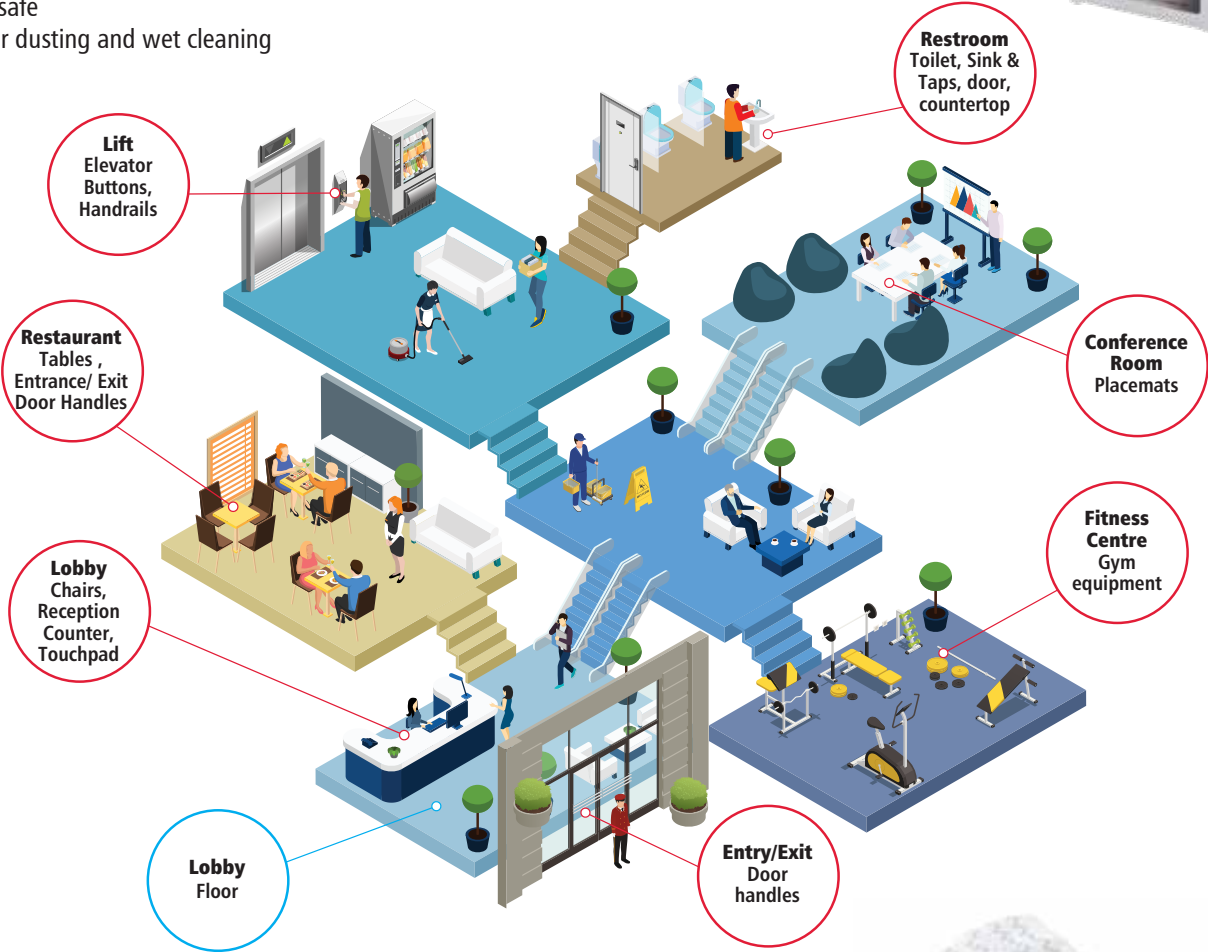 safe
r dusting and wet cleaning
Restroom
Toilet, Sink &
Taps, door,
countertop
Lift
Elevator
Buttons,
Handrails
Restaurant
Tables ,
Entrance/ Exit
Door Handles
Conference
Room
Placemats
Fitness
Centre
Gym
equipment
Lobby
Chairs,
Reception
Counter,
Touchpad
Lobby
Floor
Entry/Exit
Door
handles